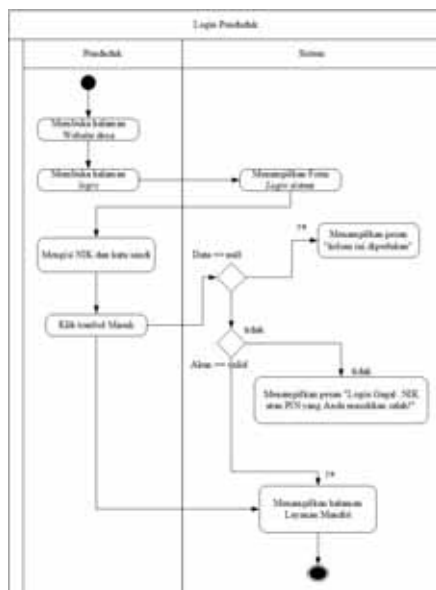 Login Penduduk
Penduduk
Sistem
Membuka halaman
Website desa
Membuka halaman
login
Menampilkan Form
Login sistem
Mengisi NIK dan kata sandi
Data == null
ya
Menampilkan pesan
"kolom ini diperlukan"
Klik tombol Masuk
tidak
Akun == valid
tidak
Menampilkan pesan "Login Gagal. NIK
atau PIN yang Anda masukkan salah!"
ya
Menampilkan halaman
Layanan Mandiri